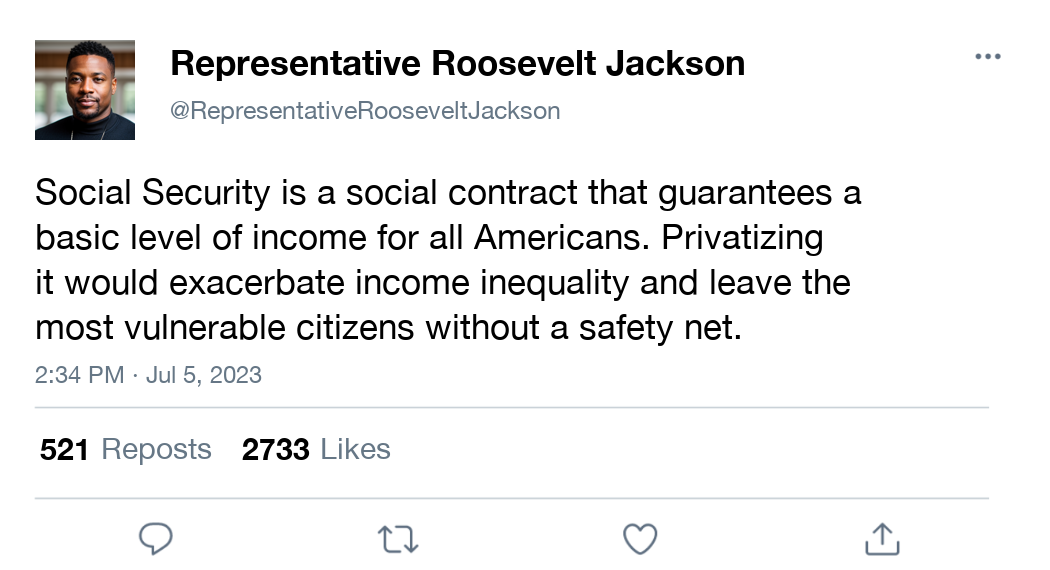 Representative Roosevelt Jackson
@RepresentativeRooseveltJackson
Social Security is a social contract that guarantees a
basic level of income for all Americans. Privatizing
it would exacerbate income inequality and leave the
most vulnerable citizens without a safety net.
2:34 PM · Jul 5, 2023
521 Reposts 2733 Likes